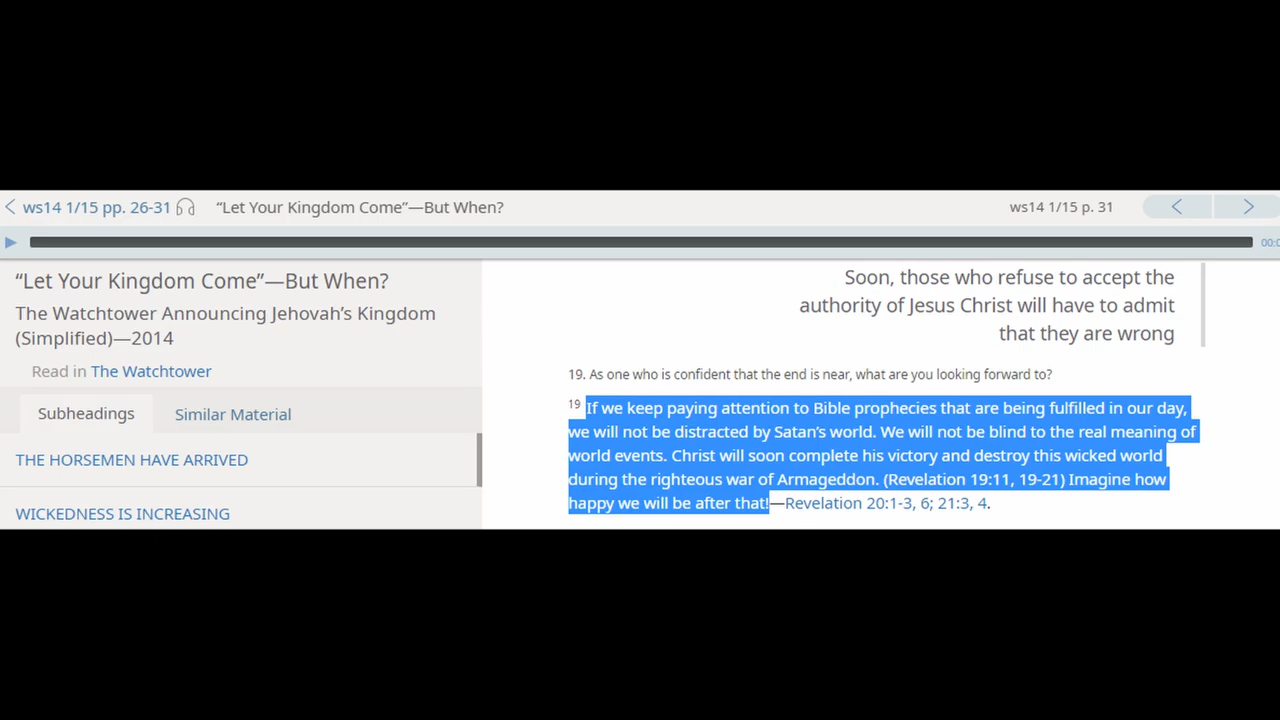 ws14 1/15 pp. 26-31 “Let Your Kingdom Come”—But When? ws14 1/15 p. 31
“Let Your Kingdom Come”—But When?
The Watchtower Announcing Jehovah’s Kingdom
(Simplified)—2014
Read in The Watchtower
Subheadings Similar Material
THE HORSEMEN HAVE ARRIVED
WICKEDNESS IS INCREASING
Soon, those who refuse to accept the
authority of Jesus Christ will have to admit
that they are wrong
19. As one who is confident that the end is near, what are you looking forward to?
19 If we keep paying attention to Bible prophecies that are being fulfilled in our day,
we will not be distracted by Satan’s world. We will not be blind to the real meaning of
world events. Christ will soon complete his victory and destroy this wicked world
during the righteous war of Armageddon. (Revelation 19:11, 19-21) Imagine how
happy we will be after that!—Revelation 20:1-3, 6; 21:3, 4.